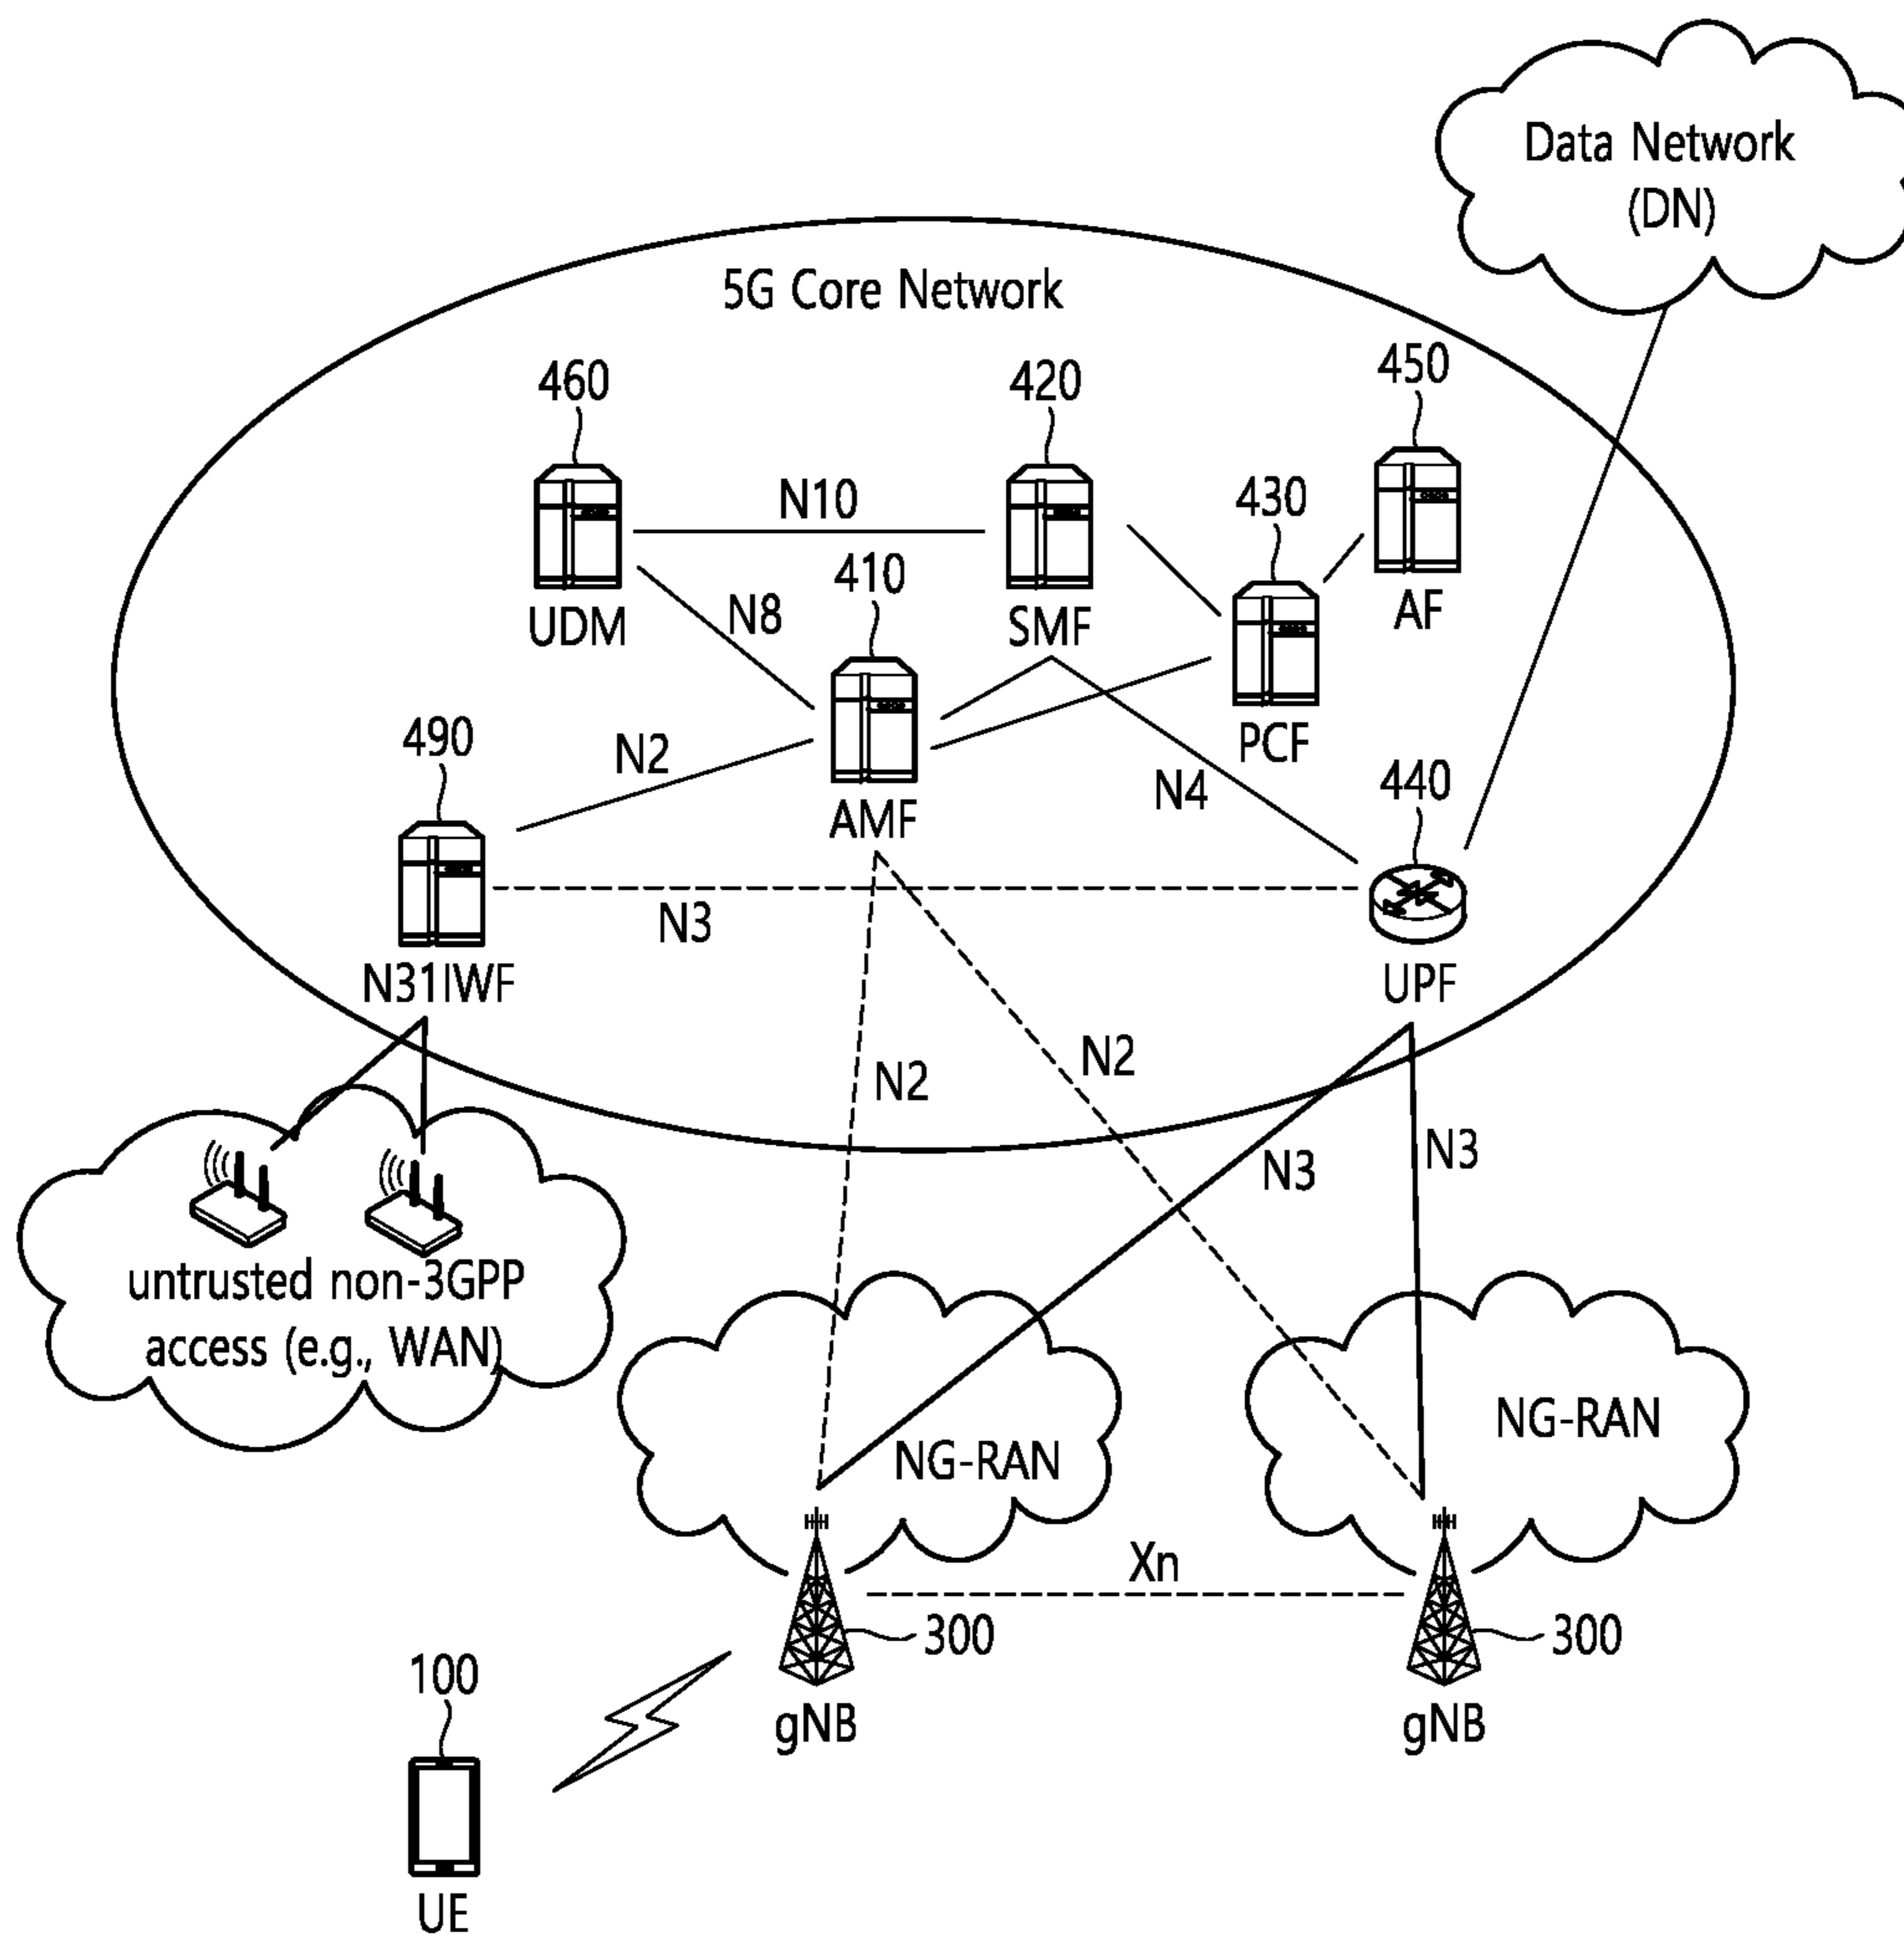 Data Network
(DN)
5G Core Network
460
420
450
N10
430
410
UDM
N8
SMF
AF
490
N2
PCF
N4
440
AMF
N3
N31IWF
UPF
N2
N2
N3
N3
untrusted non-3GPP
access (e.g., WAN)
NG-RAN
NG-RAN
Xn
300
300
100
gNB
gNB
UE